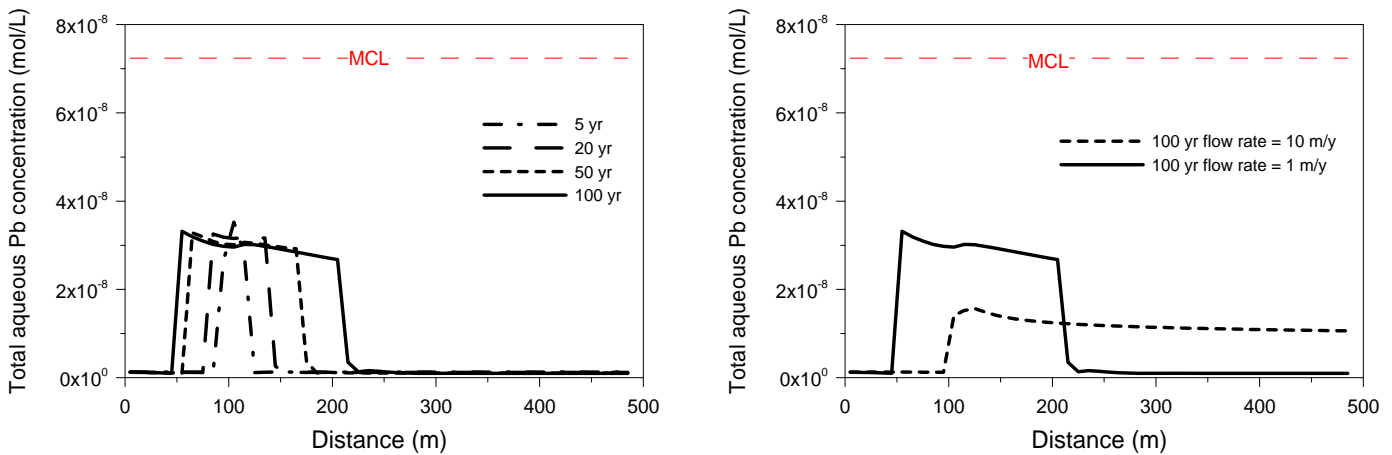 Total aqueous Pb concentration (mol/L)
8x10⁻⁸
6x10⁻⁸
4x10⁻⁸
2x10⁻⁸
0x10⁰
MCL
5 yr
20 yr
50 yr
100 yr
0 100 200 300 400 500
Distance (m)
Total aqueous Pb concentration (mol/L)
8x10⁻⁸
6x10⁻⁸
4x10⁻⁸
2x10⁻⁸
0x10⁰
MCL
100 yr flow rate = 10 m/y
100 yr flow rate = 1 m/y
0 100 200 300 400 500
Distance (m)